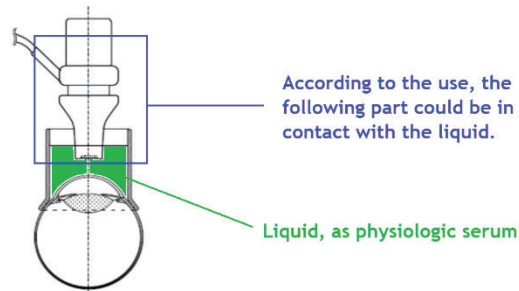 According to the use, the
following part could be in
contact with the liquid.
Liquid, as physiologic serum